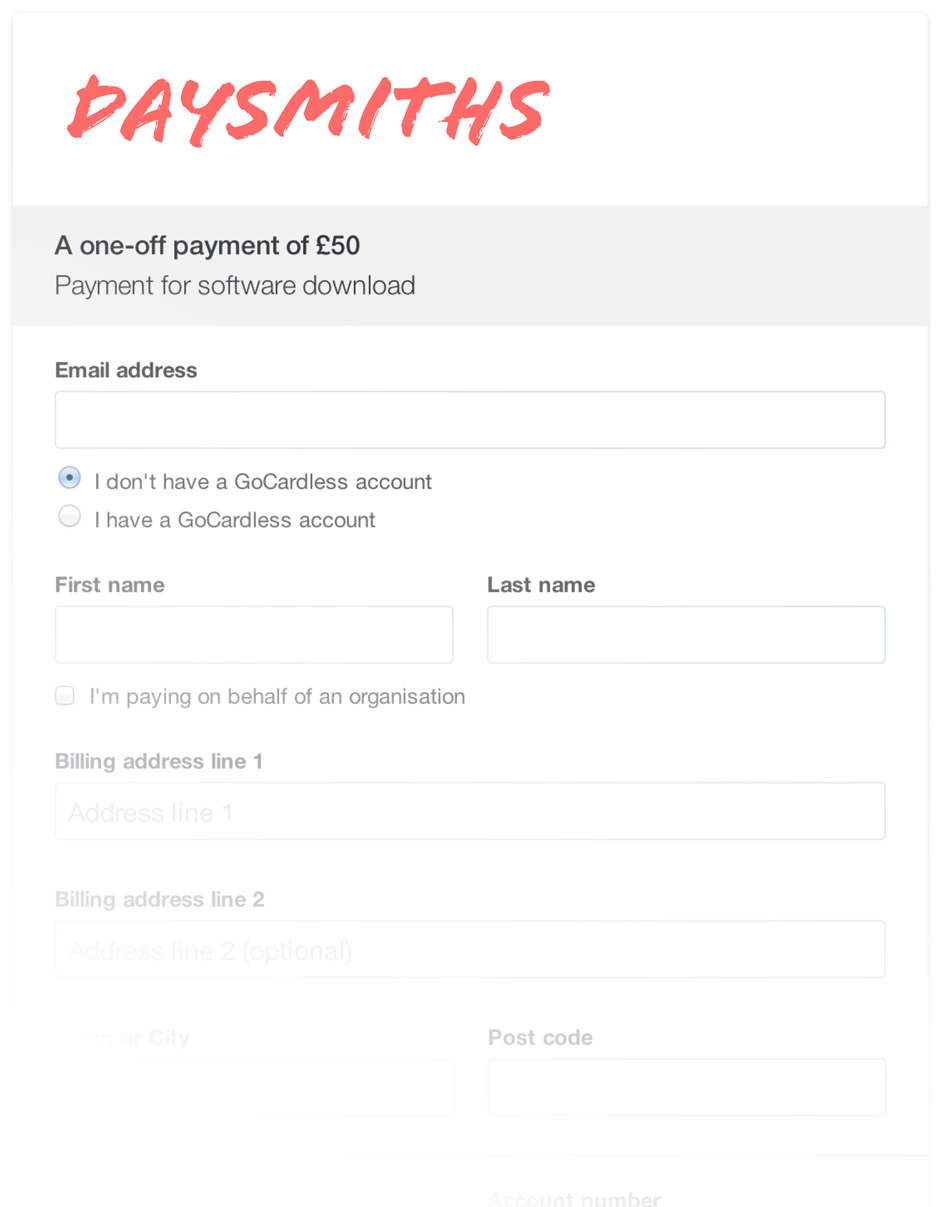 DAYSMITHS
A one-off payment of £50
Payment for software download
Email address
I don't have a GoCardless account
I have a GoCardless account
First name Last name
I'm paying on behalf of an organisation
Billing address line 1
Address line 1
Billing address line 2
Address line 2 (optional)
or City Post code
Account number